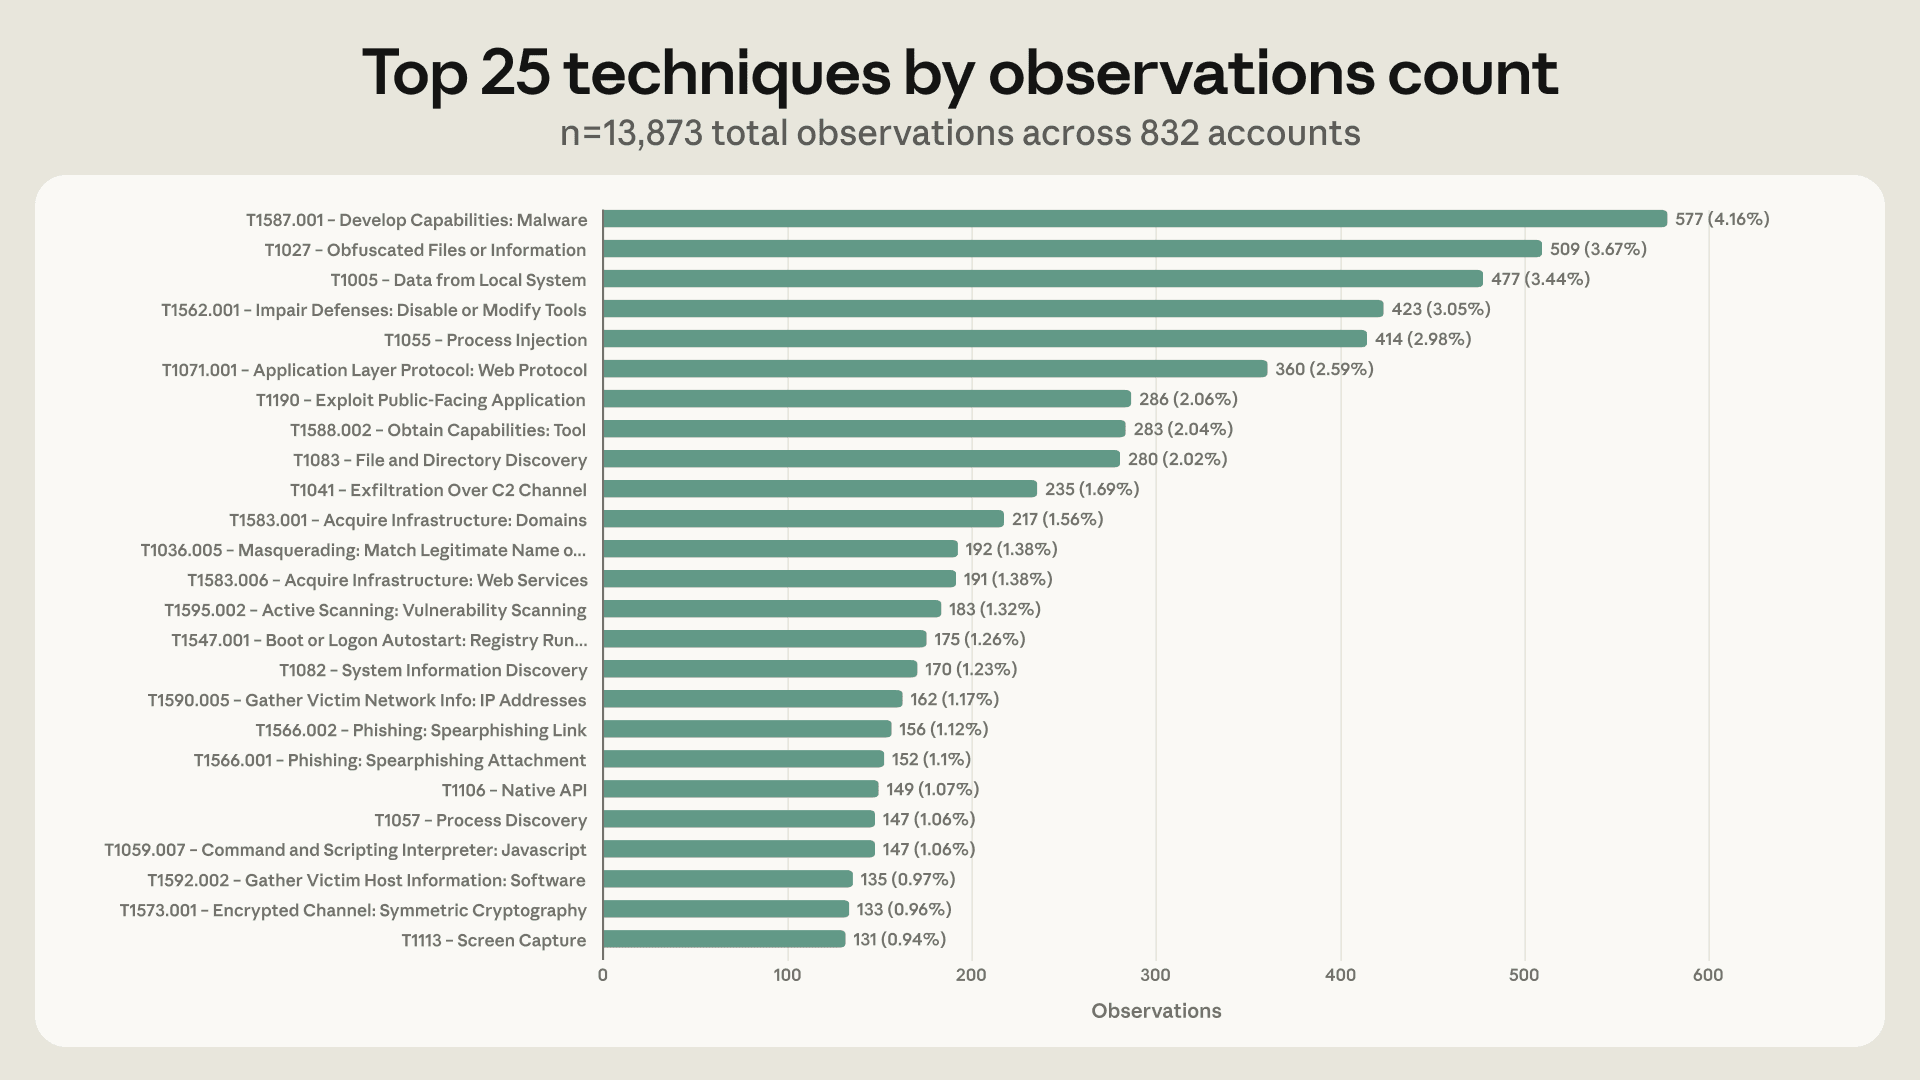 Top 25 techniques by observations count
n=13,873 total observations across 832 accounts
T1587.001 – Develop Capabilities: Malware 577 (4.16%)
T1027 – Obfuscated Files or Information 509 (3.67%)
T1005 – Data from Local System 477 (3.44%)
T1562.001 – Impair Defenses: Disable or Modify Tools 423 (3.05%)
T1055 – Process Injection 414 (2.98%)
T1071.001 – Application Layer Protocol: Web Protocol 360 (2.59%)
T1190 – Exploit Public-Facing Application 286 (2.06%)
T1588.002 – Obtain Capabilities: Tool 283 (2.04%)
T1083 – File and Directory Discovery 280 (2.02%)
T1041 – Exfiltration Over C2 Channel 235 (1.69%)
T1583.001 – Acquire Infrastructure: Domains 217 (1.56%)
T1036.005 – Masquerading: Match Legitimate Name o... 192 (1.38%)
T1583.006 – Acquire Infrastructure: Web Services 191 (1.38%)
T1595.002 – Active Scanning: Vulnerability Scanning 183 (1.32%)
T1547.001 – Boot or Logon Autostart: Registry Run... 175 (1.26%)
T1082 – System Information Discovery 170 (1.23%)
T1590.005 – Gather Victim Network Info: IP Addresses 162 (1.17%)
T1566.002 – Phishing: Spearphishing Link 156 (1.12%)
T1566.001 – Phishing: Spearphishing Attachment 152 (1.1%)
T1106 – Native API 149 (1.07%)
T1057 – Process Discovery 147 (1.06%)
T1059.007 – Command and Scripting Interpreter: Javascript 147 (1.06%)
T1592.002 – Gather Victim Host Information: Software 135 (0.97%)
T1573.001 – Encrypted Channel: Symmetric Cryptography 133 (0.96%)
T1113 – Screen Capture 131 (0.94%)
0 100 200 300 400 500 600
Observations